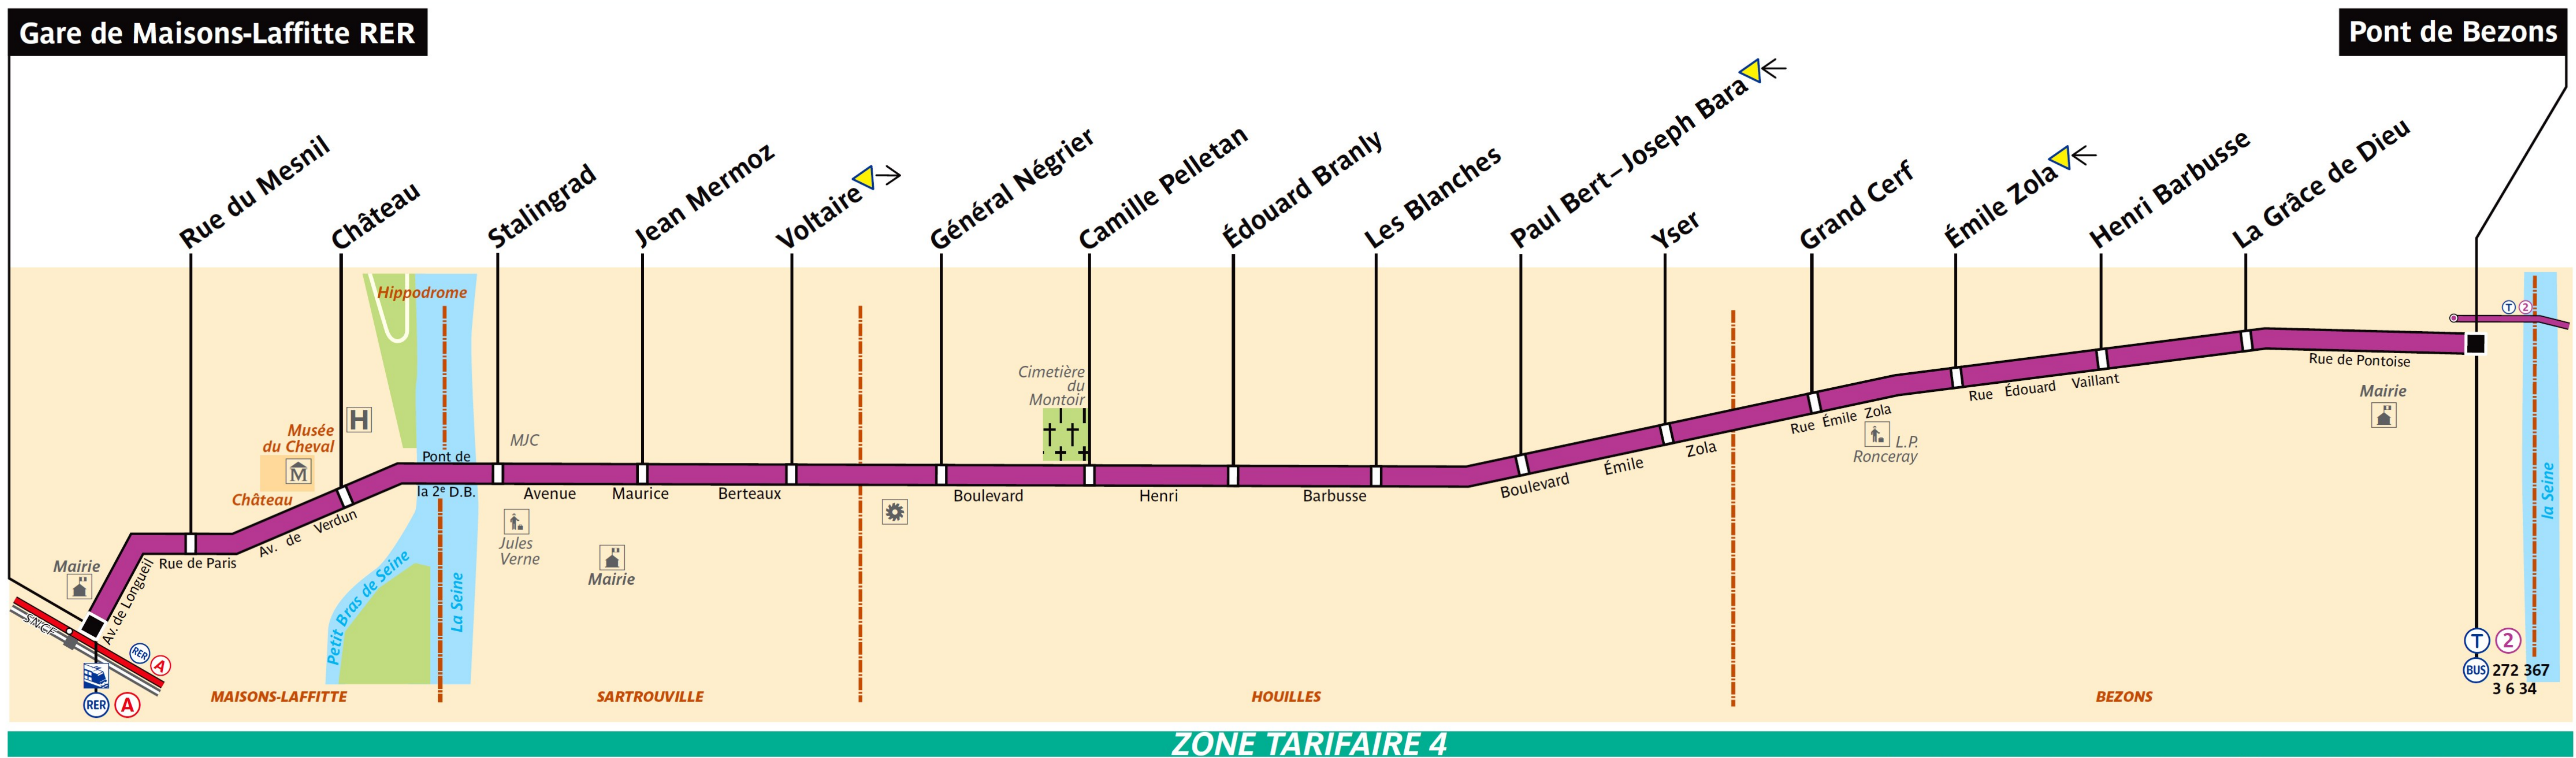 Gare de Maisons-Laffitte RER
Pont de Bezons
Rue du Mesnil
Château
Stalingrad
Jean Mermoz
Voltaire
Général Négrier
Camille Pelletan
Édouard Branly
Les Blanches
Paul Bert–Joseph Bara
Yser
Grand Cerf
Émile Zola
Henri Barbusse
La Grâce de Dieu
Hippodrome
T 2
Cimetière
du
Montoir
H
Musée
du Cheval
M
Château
MJC
Pont de
la 2e D.B.
Avenue Maurice Berteaux
Boulevard Henri Barbusse
Boulevard Émile Zola
Rue Émile Zola
Rue Édouard Vaillant
Rue de Pontoise
Mairie
L.P.
Ronceray
la Seine
Av. de Verdun
Rue de Paris
Av. de Longueil
Mairie
Jules
Verne
Mairie
Petit Bras de Seine
La Seine
SNCF
RER A
RER A
T 2
BUS 272 367
3 6 34
MAISONS-LAFFITTE
SARTROUVILLE
HOUILLES
BEZONS
ZONE TARIFAIRE 4